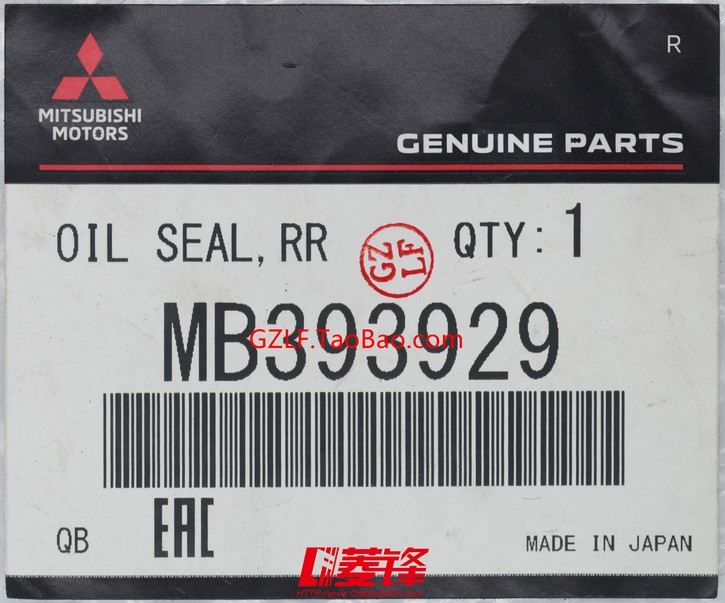 R
MITSUBISHI
MOTORS
GENUINE PARTS
OIL SEAL, RR
GZ
LF
QTY: 1
MB393929
GZLF.TaoBao.com
QB
EAC
MADE IN JAPAN
菱锋